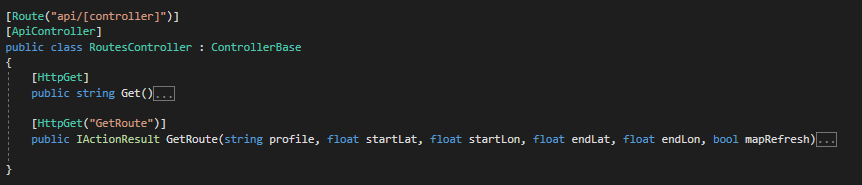 [Route("api/[controller]")]
[ApiController]
public class RoutesController : ControllerBase
{
[HttpGet]
public string Get()...
[HttpGet("GetRoute")]
public IActionResult GetRoute(string profile, float startLat, float startLon, float endLat, float endLon, bool mapRefresh)...
}